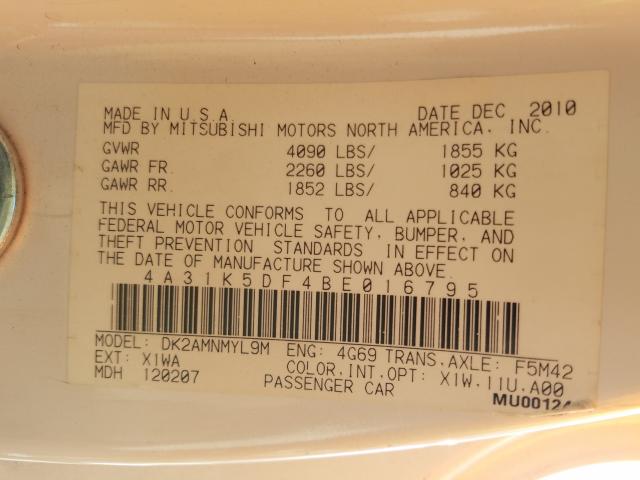 MADE IN U.S.A. DATE DEC 2010
MFD BY MITSUBISHI MOTORS NORTH AMERICA, INC.
GVWR 4090 LBS/ 1855 KG
GAWR FR. 2260 LBS/ 1025 KG
GAWR RR. 1852 LBS/ 840 KG
THIS VEHICLE CONFORMS TO ALL APPLICABLE
FEDERAL MOTOR VEHICLE SAFETY, BUMPER, AND
THEFT PREVENTION STANDARDS IN EFFECT ON
THE DATE OF MANUFACTURE SHOWN ABOVE.
4A31K5DF4BE016795
MODEL: DK2AMNMYL9M ENG: 4G69 TRANS,AXLE: F5M42
EXT: X1WA COLOR,INT,OPT: X1W,11U,A00
MDH 120207 PASSENGER CAR
MU00124